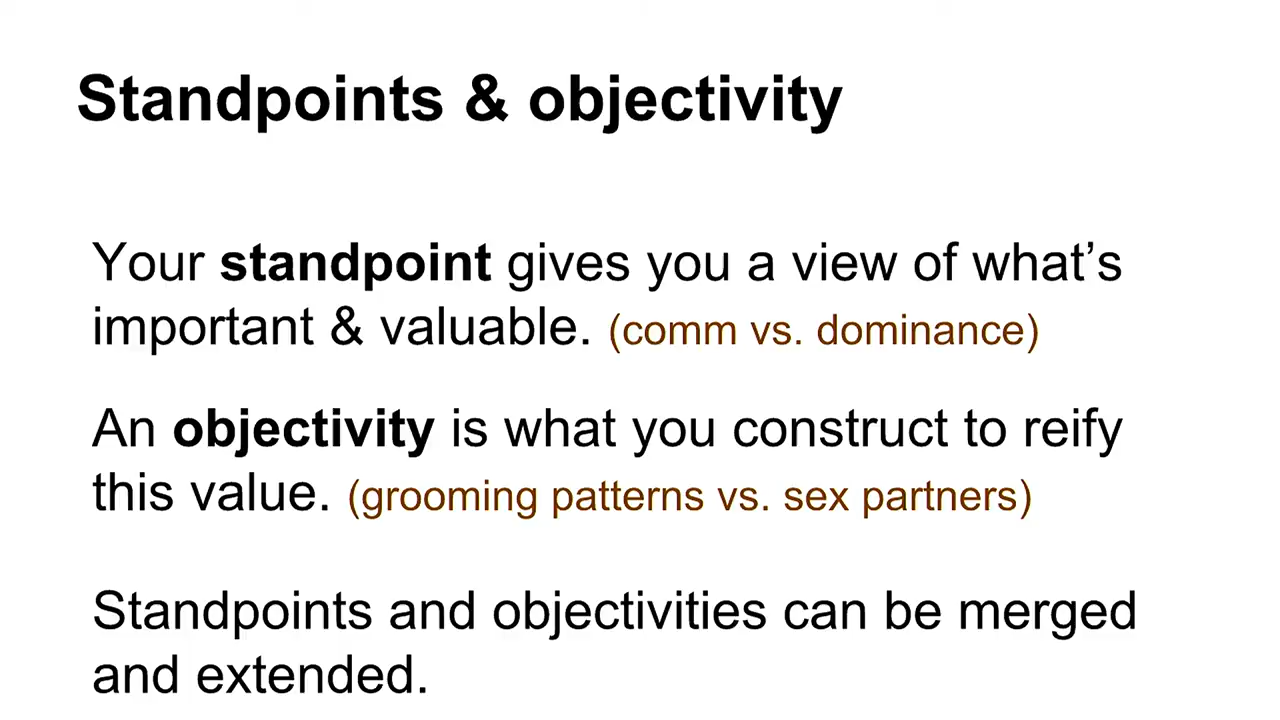 Standpoints & objectivity
Your standpoint gives you a view of what’s
important & valuable. (comm vs. dominance)
An objectivity is what you construct to reify
this value. (grooming patterns vs. sex partners)
Standpoints and objectivities can be merged
and extended.